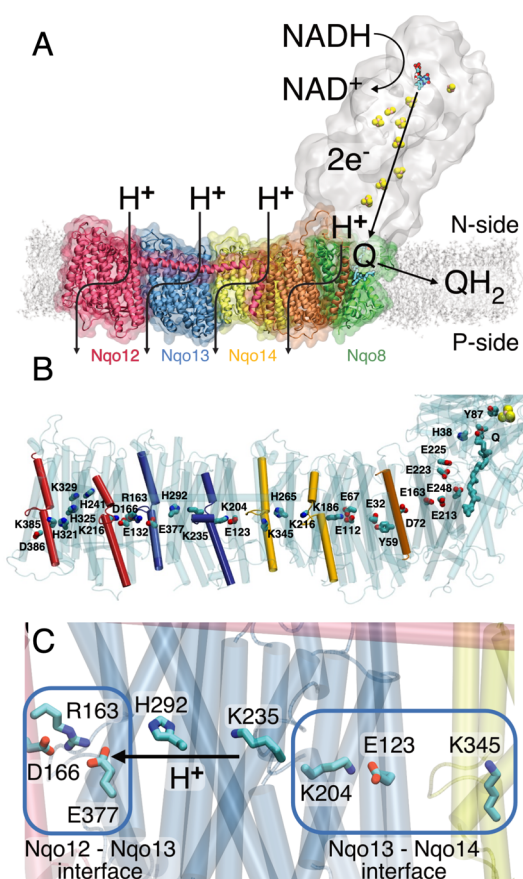 A
NADH
NAD+
2e-
H+ H+ H+
H+
N-side
Q
QH2
P-side
Nqo12 Nqo13 Nqo14 Nqo8
B
Y87
H38 Q
E225
K329 E223
H241 R163 H292 K204 H265 K186 E67 E32 E163 E248
D166
K385 H325 K216 E132 E377 K235 E123 K216 E112 D72 E213
D386 H321 K345 Y59
C
R163 H292 K235 E123 K345
D166 H+ K204
E377
Nqo12 - Nqo13 Nqo13 - Nqo14
interface interface